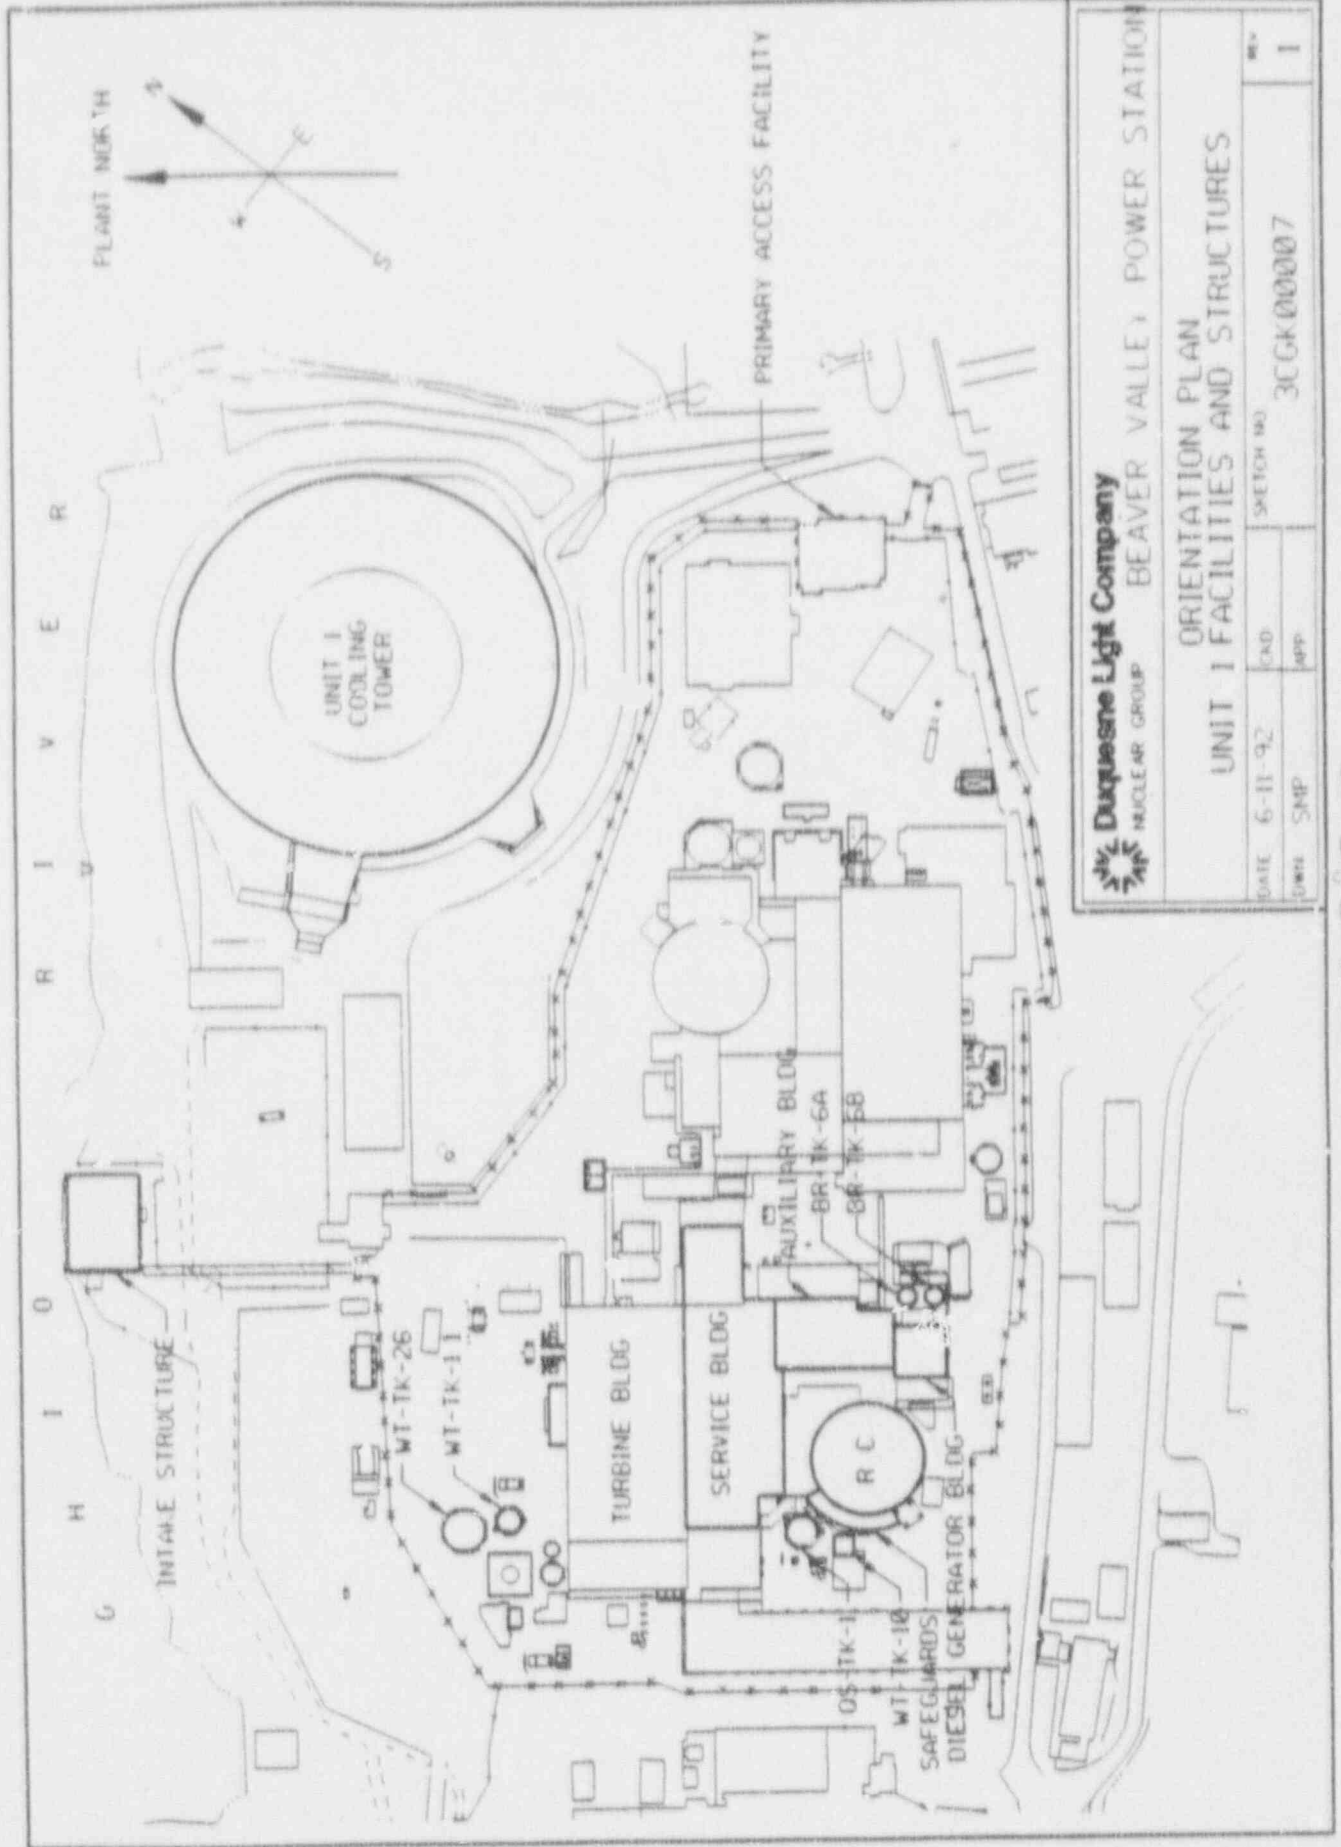 PLANT NORTH
N
E
S
O H I O R I V E R
INTAKE STRUCTURE
UNIT 1
COOLING
TOWER
PRIMARY ACCESS FACILITY
WT-TK-26
WT-TK-11
TURBINE BLDG
SERVICE BLDG
AUXILIARY BLDG
BR-TK-6A
BR-TK-6B
R C
QS-TK-1
WT-TK-10
SAFEGUARDS
DIESEL GENERATOR BLDG
Duquesne Light Company
NUCLEAR GROUP
BEAVER VALLEY POWER STATION
ORIENTATION PLAN
UNIT 1 FACILITIES AND STRUCTURES
DATE 6-11-92
CAD
SKETCH NO
3CGK00007
REV
1
DWN SMP
APP